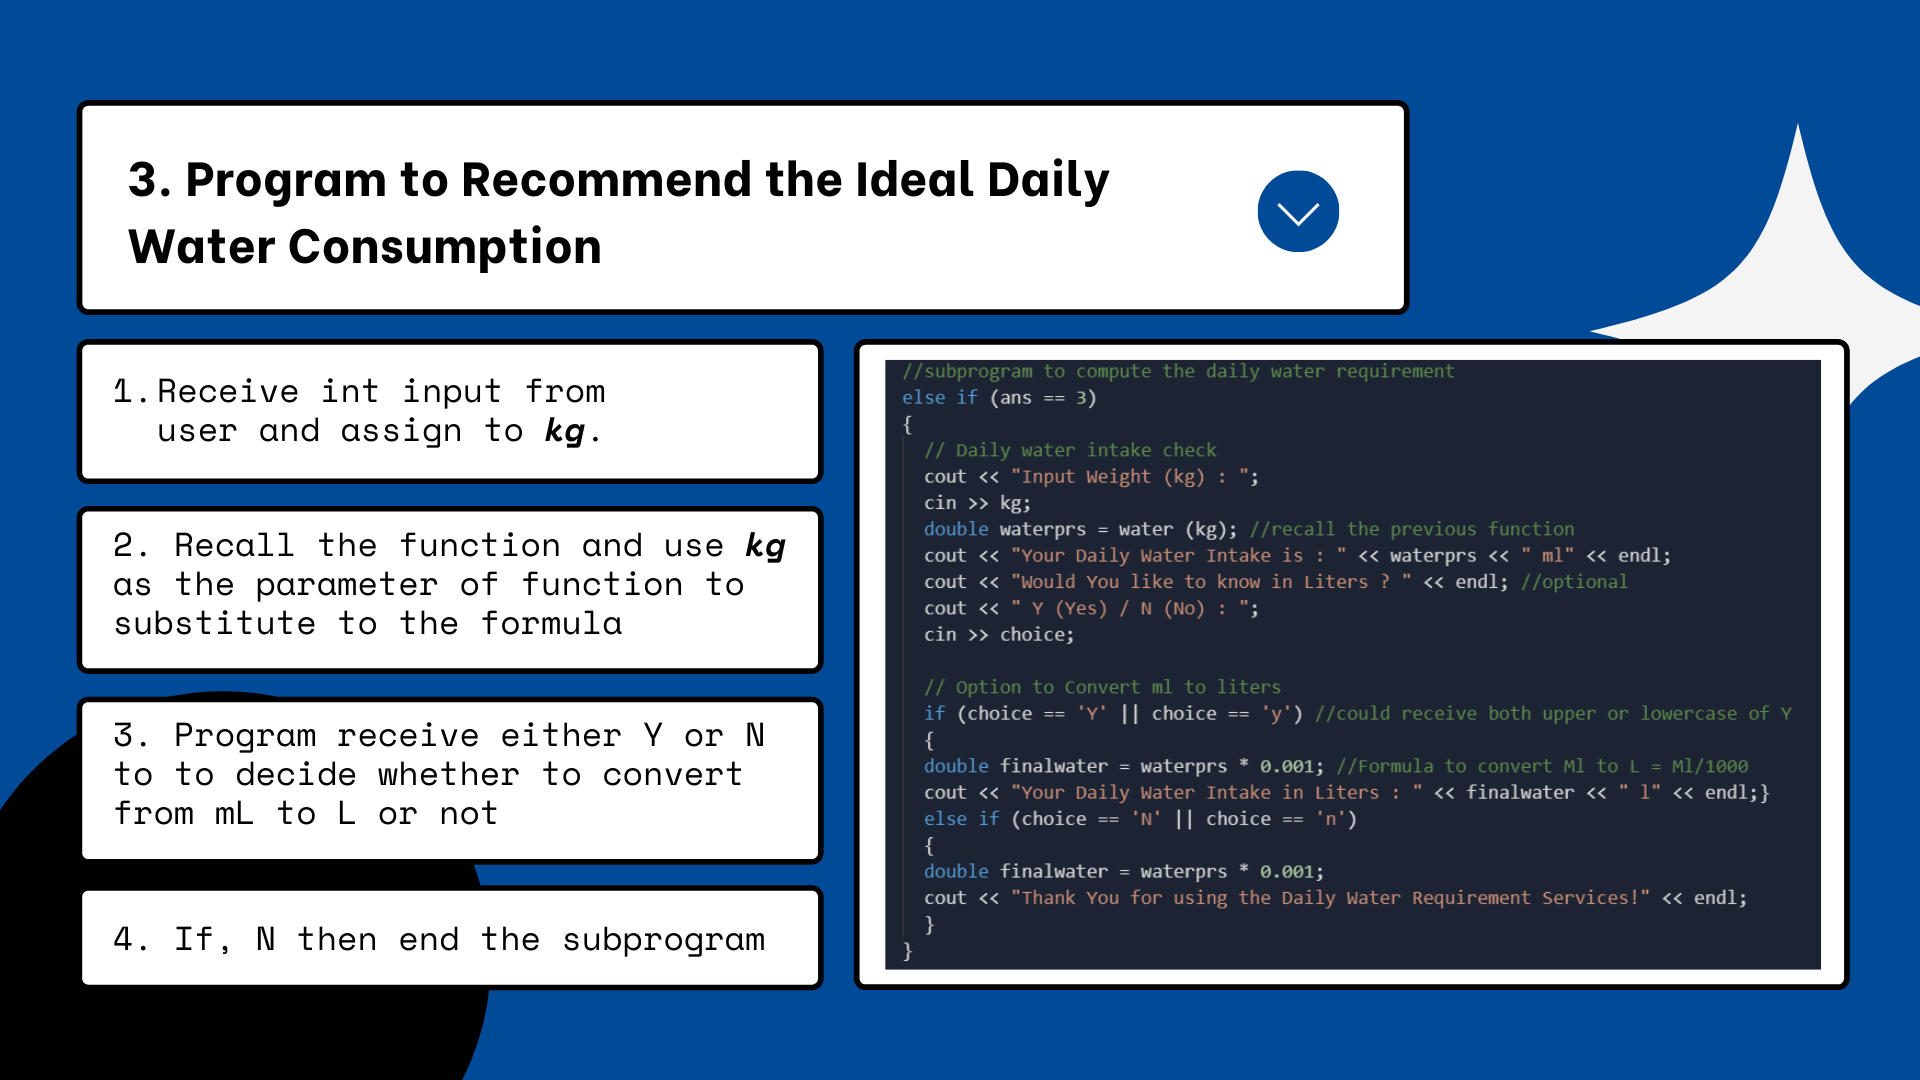 3. Program to Recommend the Ideal Daily
Water Consumption
1. Receive int input from
user and assign to kg.
2. Recall the function and use kg
as the parameter of function to
substitute to the formula
3. Program receive either Y or N
to to decide whether to convert
from mL to L or not
4. If, N then end the subprogram
//subprogram to compute the daily water requirement
else if (ans == 3)
{
// Daily water intake check
cout << "Input Weight (kg) : ";
cin >> kg;
double waterprs = water (kg); //recall the previous function
cout << "Your Daily Water Intake is : " << waterprs << " ml" << endl;
cout << "Would You like to know in Liters ? " << endl; //optional
cout << " Y (Yes) / N (No) : ";
cin >> choice;
// Option to Convert ml to liters
if (choice == 'Y' || choice == 'y') //could receive both upper or lowercase of Y
{
double finalwater = waterprs * 0.001; //Formula to convert Ml to L = Ml/1000
cout << "Your Daily Water Intake in Liters : " << finalwater << " l" << endl;}
else if (choice == 'N' || choice == 'n')
{
double finalwater = waterprs * 0.001;
cout << "Thank You for using the Daily Water Requirement Services!" << endl;
}
}